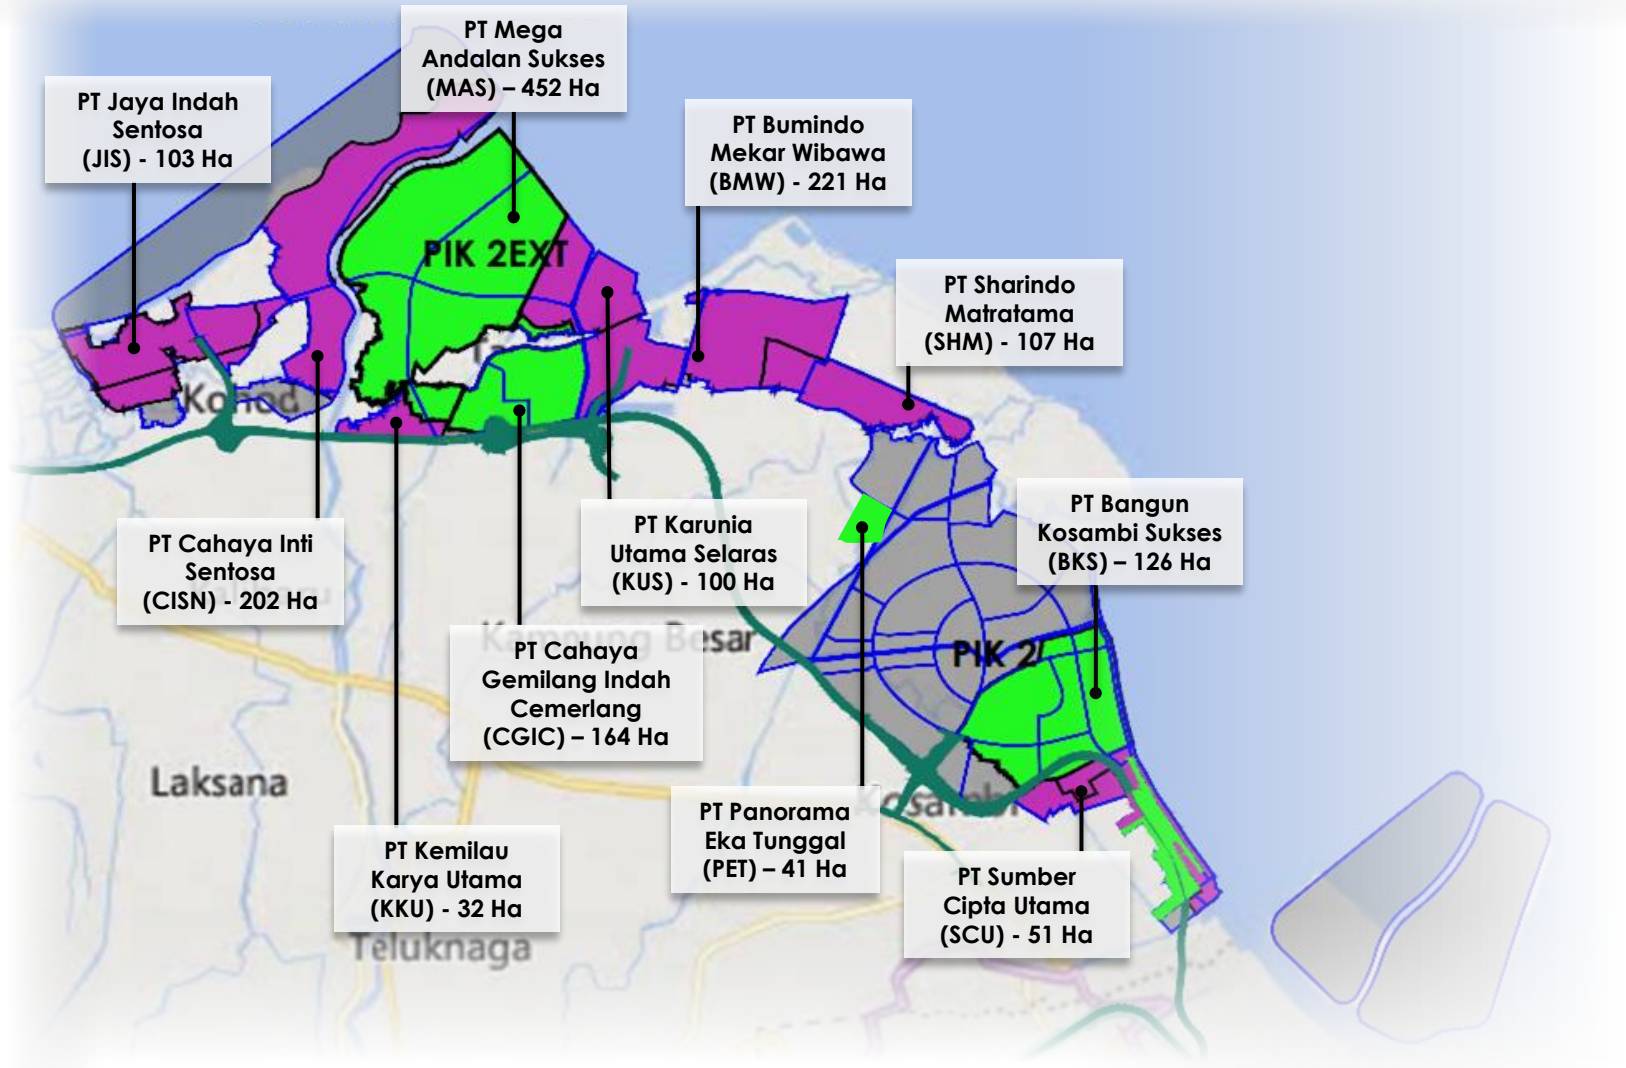 PT Mega
Andalan Sukses
(MAS) – 452 Ha
PT Jaya Indah
Sentosa
(JIS) - 103 Ha
PT Bumindo
Mekar Wibawa
(BMW) - 221 Ha
PIK 2EXT
PT Sharindo
Matratama
(SHM) - 107 Ha
Kohod
PT Bangun
Kosambi Sukses
(BKS) – 126 Ha
PT Karunia
Utama Selaras
(KUS) - 100 Ha
PT Cahaya Inti
Sentosa
(CISN) - 202 Ha
Kampung Besar
PIK 2
PT Cahaya
Gemilang Indah
Cemerlang
(CGIC) – 164 Ha
Laksana
Kosambi
PT Panorama
Eka Tunggal
(PET) – 41 Ha
PT Kemilau
Karya Utama
(KKU) - 32 Ha
PT Sumber
Cipta Utama
(SCU) - 51 Ha
Teluknaga